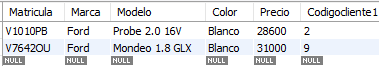 Matricula Marca Modelo Color Precio Codigocliente1
V1010PB Ford Probe 2.0 16V Blanco 28600 2
V7642OU Ford Mondeo 1.8 GLX Blanco 31000 9
NULL NULL NULL NULL NULL NULL